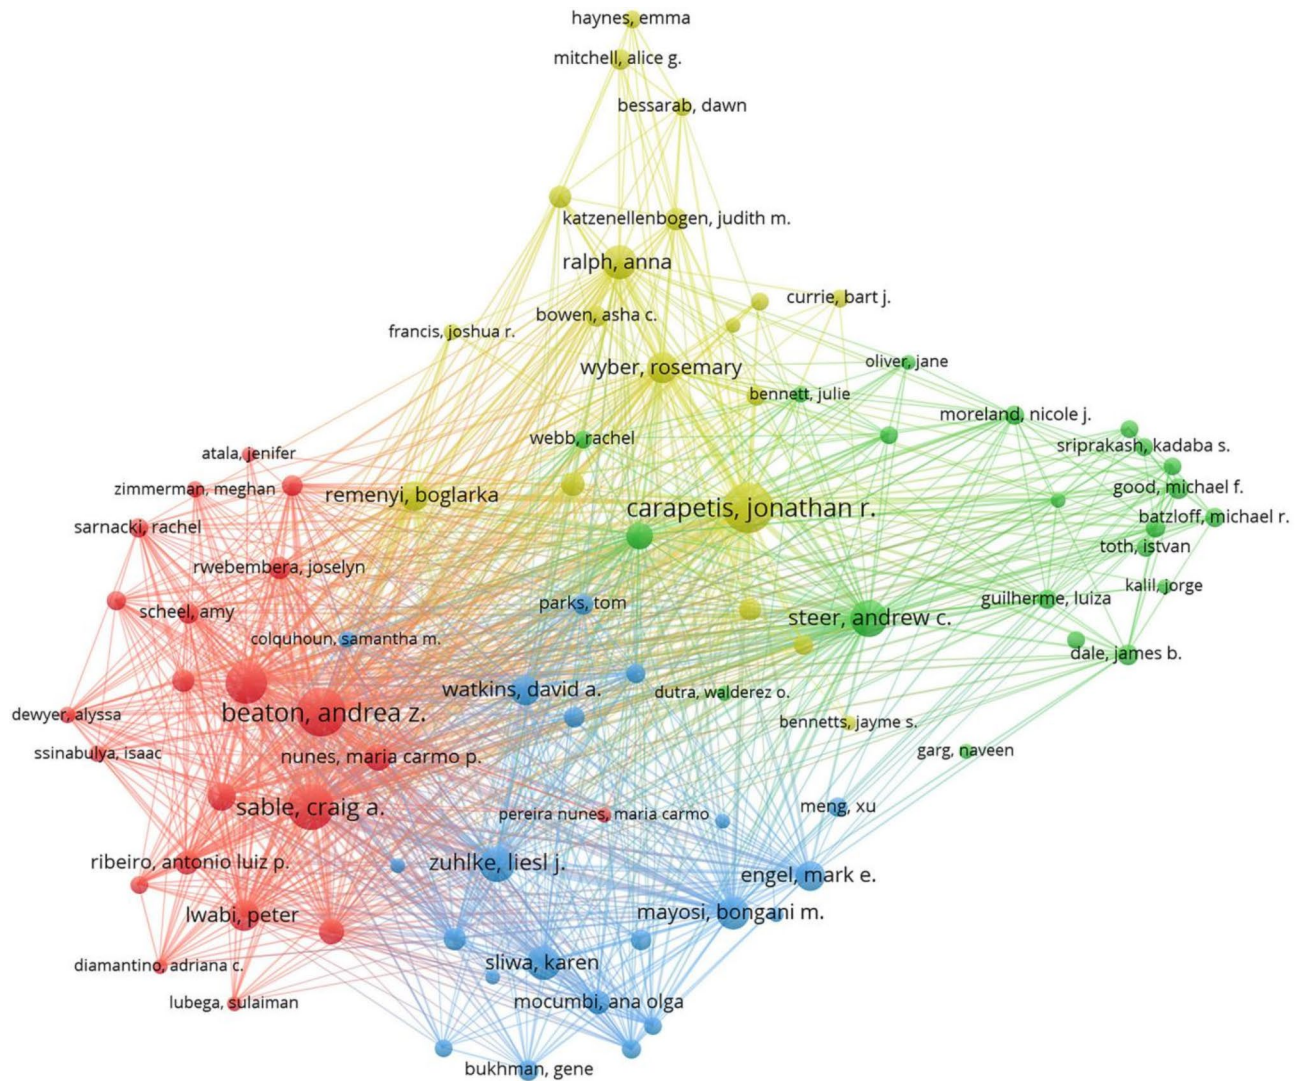 haynes, emma
mitchell, alice g.
bessarab, dawn
katzenellenbogen, judith m.
ralph, anna
currie, bart j.
bowen, asha c.
francis, joshua r.
oliver, jane
wyber, rosemary
bennett, julie
moreland, nicole j.
webb, rachel
sriprakash, kadaba s.
atala, jenifer
zimmerman, meghan
remenyi, boglarka
good, michael f.
carapetis, jonathan r.
batzloff, michael r.
sarnacki, rachel
toth, istvan
rwebembera, joselyn
kalil, jorge
guilherme, luiza
parks, tom
scheel, amy
steer, andrew c.
colquhoun, samantha m.
dale, james b.
watkins, david a.
dutra, walderez o.
dewyer, alyssa
beaton, andrea z.
bennetts, jayme s.
garg, naveen
ssinabulya, isaac
nunes, maria carmo p.
sable, craig a.
meng, xu
pereira nunes, maria carmo
ribeiro, antonio luiz p.
zuhlke, liesl j.
engel, mark e.
mayosi, bongani m.
lwabi, peter
sliwa, karen
diamantino, adriana c.
lubega, sulaiman
mocumbi, ana olga
bukhman, gene